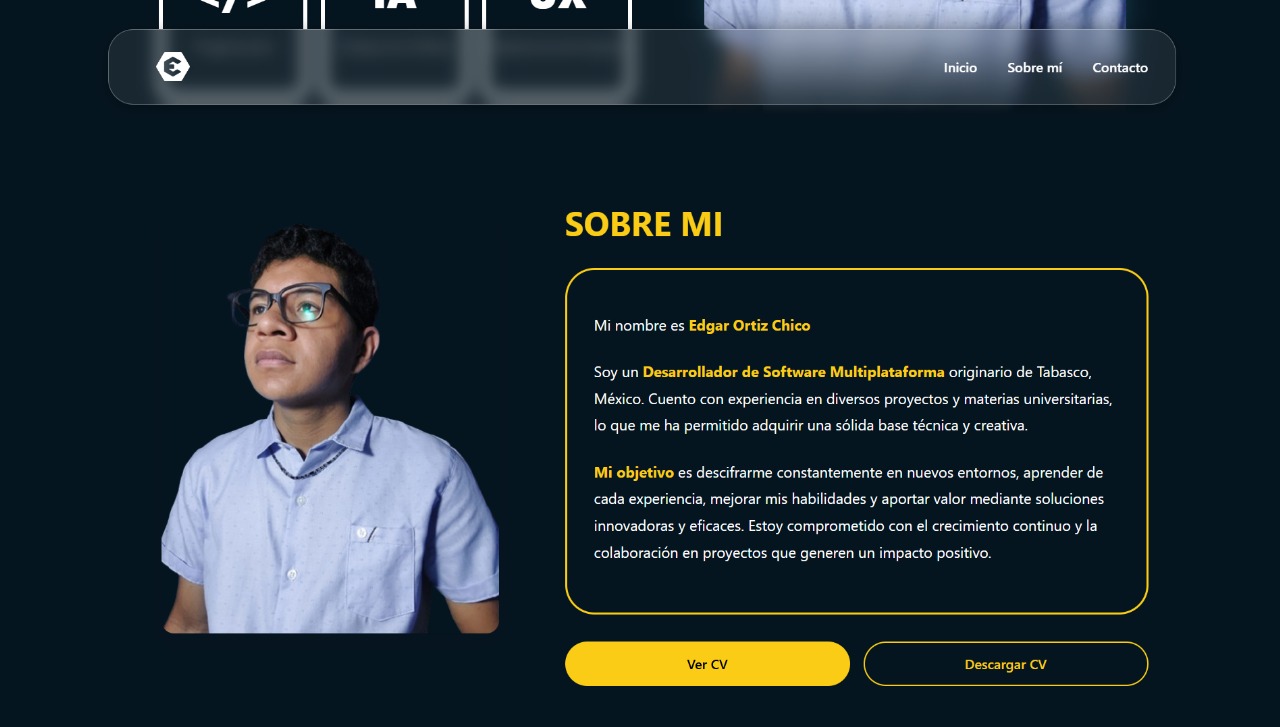 </>
IA
UX
Inicio
Sobre mí
Contacto
SOBRE MI
Mi nombre es Edgar Ortiz Chico
Soy un Desarrollador de Software Multiplataforma originario de Tabasco,
México. Cuento con experiencia en diversos proyectos y materias universitarias,
lo que me ha permitido adquirir una sólida base técnica y creativa.
Mi objetivo es descifrarme constantemente en nuevos entornos, aprender de
cada experiencia, mejorar mis habilidades y aportar valor mediante soluciones
innovadoras y eficaces. Estoy comprometido con el crecimiento continuo y la
colaboración en proyectos que generen un impacto positivo.
Ver CV
Descargar CV